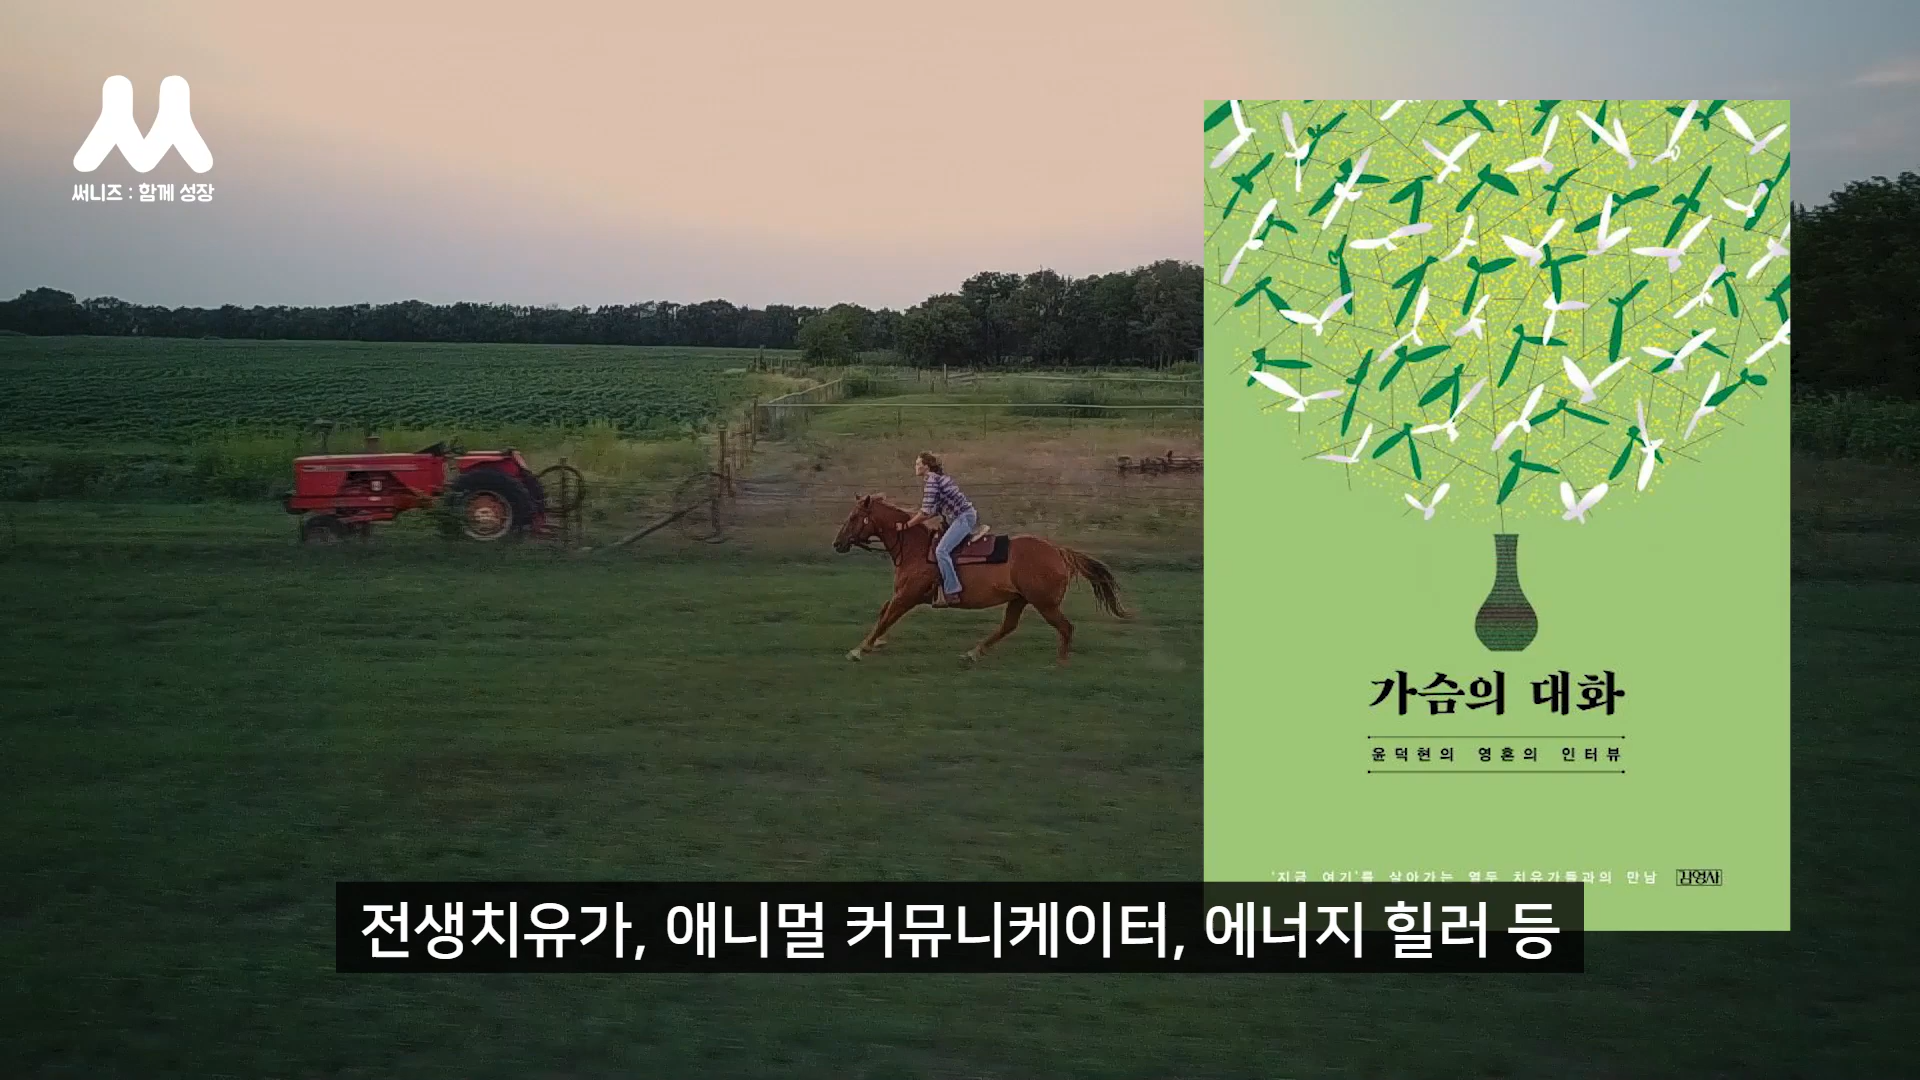 써니즈 : 함께 성장
가슴의 대화
윤덕현의 영혼의 인터뷰
'지금 여기'를 살아가는 열두 치유가들과의 만남
김영사
전생치유가, 애니멀 커뮤니케이터, 에너지 힐러 등